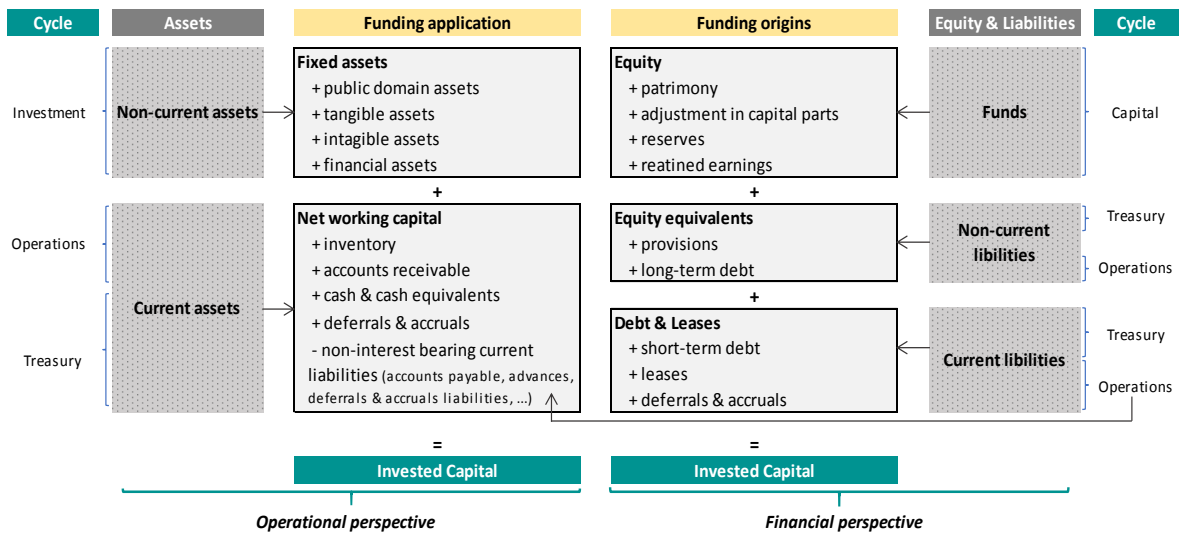 Cycle
Assets
Funding application
Funding origins
Equity & Liabilities
Cycle
Investment
Non-current assets
Fixed assets
+ public domain assets
+ tangible assets
+ intagible assets
+ financial assets
Equity
+ patrimony
+ adjustment in capital parts
+ reserves
+ reatined earnings
Funds
Capital
+
+
Operations
Treasury
Current assets
Net working capital
+ inventory
+ accounts receivable
+ cash & cash equivalents
+ deferrals & accruals
- non-interest bearing current
liabilities (accounts payable, advances,
deferrals & accruals liabilities, ...)
Equity equivalents
+ provisions
+ long-term debt
Non-current
libilities
Treasury
Operations
+
Debt & Leases
+ short-term debt
+ leases
+ deferrals & accruals
Current libilities
Treasury
Operations
=
=
Invested Capital
Invested Capital
Operational perspective
Financial perspective